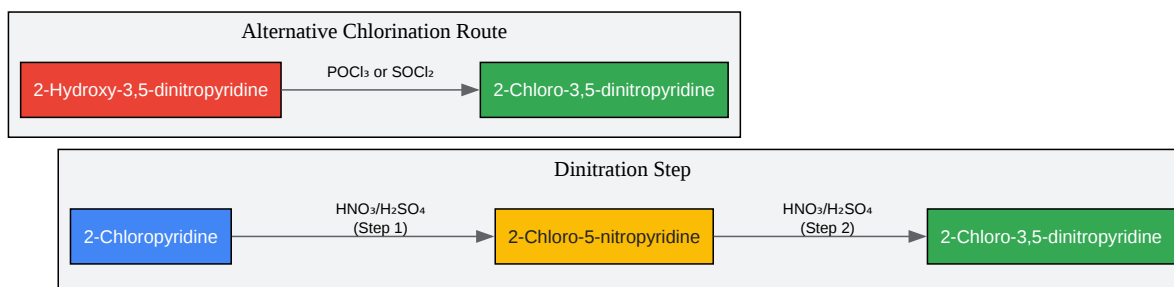 Alternative Chlorination Route
2-Hydroxy-3,5-dinitropyridine
POCl₃ or SOCl₂
2-Chloro-3,5-dinitropyridine
Dinitration Step
2-Chloropyridine
HNO₃/H₂SO₄
(Step 1)
2-Chloro-5-nitropyridine
HNO₃/H₂SO₄
(Step 2)
2-Chloro-3,5-dinitropyridine